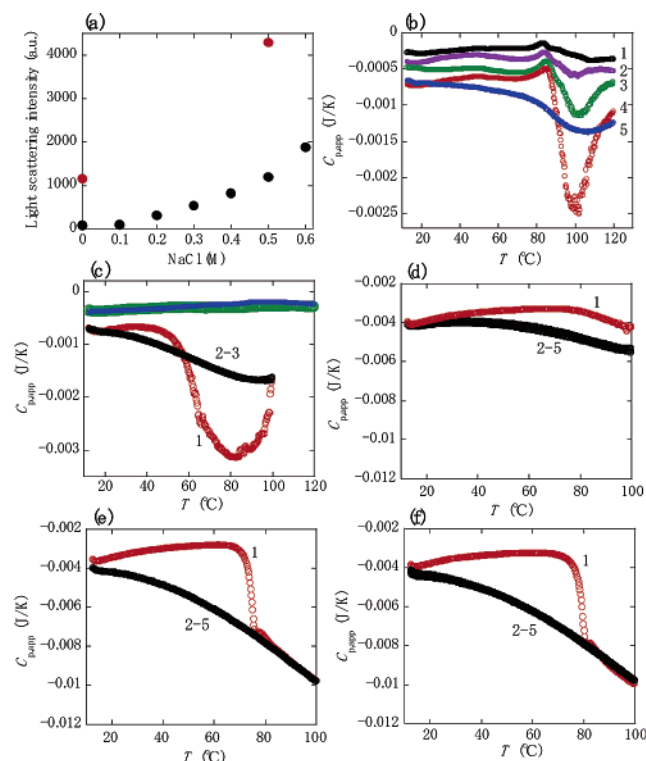 (a)
Light scattering intensity (a.u.)
4000
3000
2000
1000
0
0 0.1 0.2 0.3 0.4 0.5 0.6
NaCl (M)
(b)
C p,app (J/K)
0
-0.0005
-0.001
-0.0015
-0.002
-0.0025
1
2
3
4
5
20 40 60 80 100 120
T (℃)
(c)
C p,app (J/K)
0
-0.001
-0.002
-0.003
2-3
1
20 40 60 80 100 120
T (℃)
(d)
C p,app (J/K)
-0.002
-0.004
-0.006
-0.008
-0.01
-0.012
1
2-5
20 40 60 80 100
T (℃)
(e)
C p,app (J/K)
-0.002
-0.004
-0.006
-0.008
-0.01
-0.012
1
2-5
20 40 60 80 100
T (℃)
(f)
C p,app (J/K)
-0.002
-0.004
-0.006
-0.008
-0.01
-0.012
1
2-5
20 40 60 80 100
T (℃)